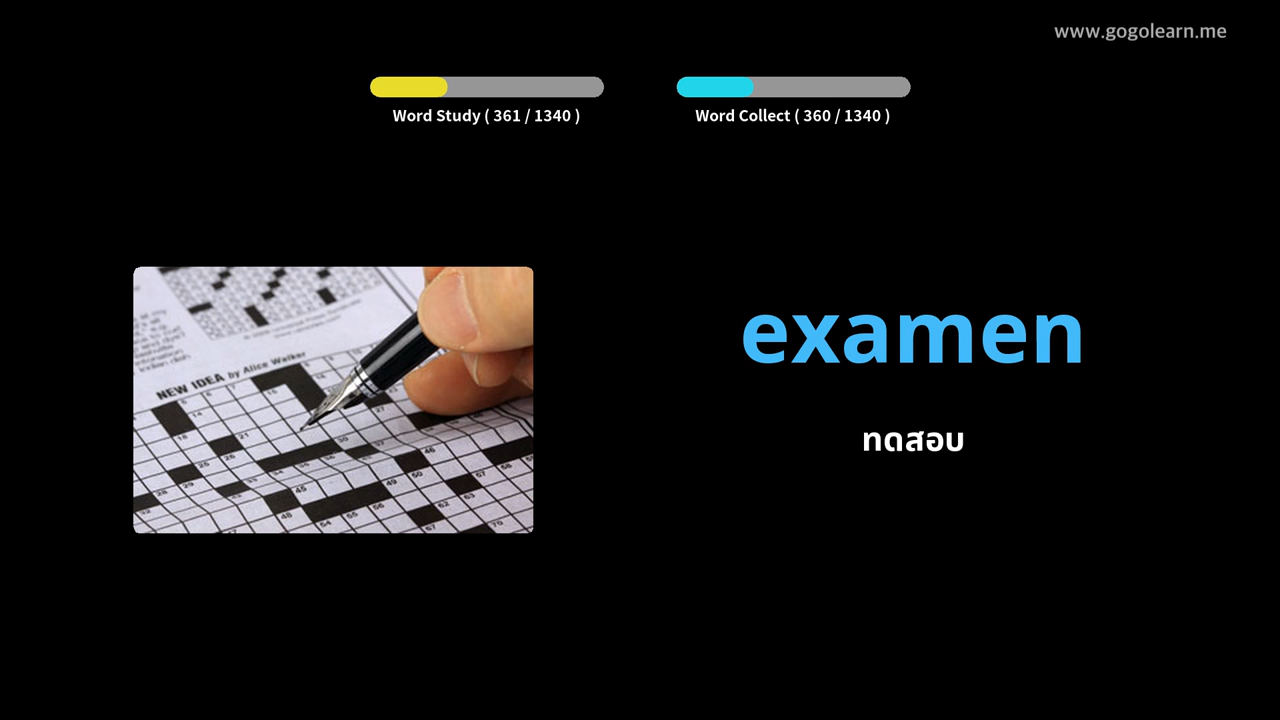 www.gogolearn.me
Word Study ( 361 / 1340 )
Word Collect ( 360 / 1340 )
NEW IDEA by Alice Walker
examen
ทดสอบ